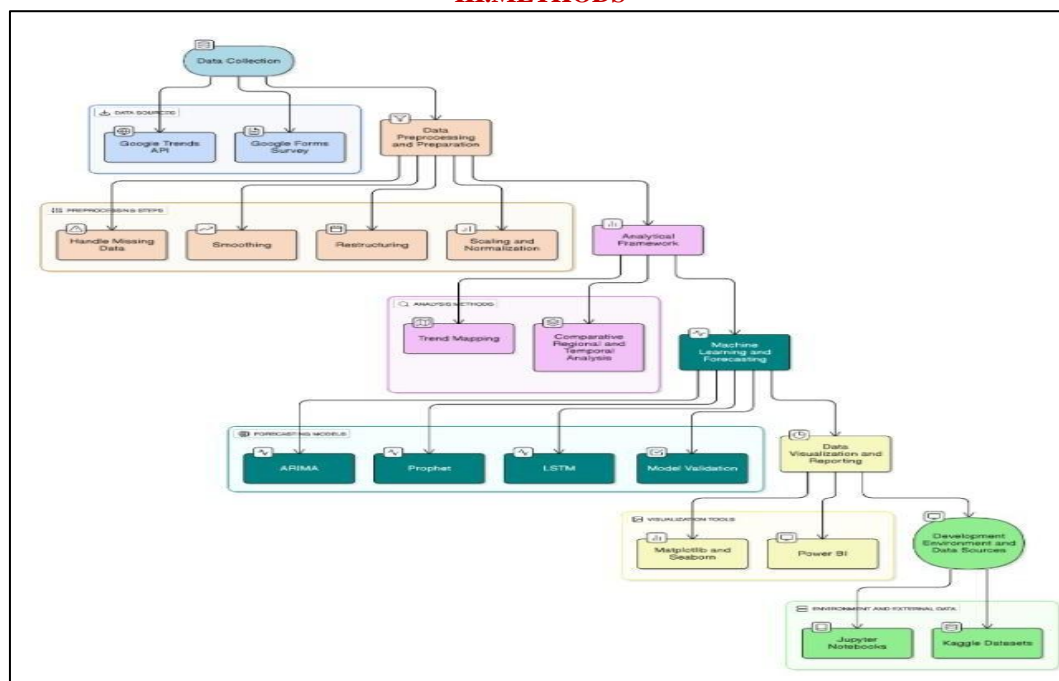 III.METHODS
Data Collection
DATA SOURCES
Google Trends
API
Google Forms
Survey
Data
Preprocessing
and Preparation
PREPROCESSING STEPS
Handle Missing
Data
Smoothing
Restructuring
Scaling and
Normalization
Analytical
Framework
ANALYSIS METHODS
Trend Mapping
Comparative
Regional and
Temporal
Analysis
Machine
Learning and
Forecasting
FORECASTING MODELS
ARIMA
Prophet
LSTM
Model Validation
Data
Visualization and
Reporting
VISUALIZATION TOOLS
Matplotlib and
Seaborn
Power BI
Development
Environment and
Data Sources
ENVIRONMENT AND EXTERNAL DATA
Jupyter
Notebooks
Kaggle Datasets